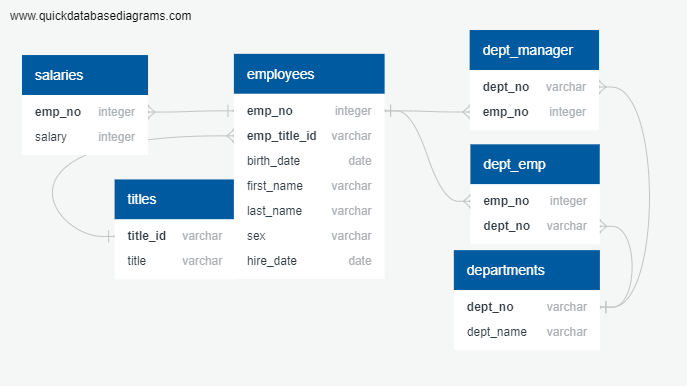 www.quickdatabasediagrams.com
salaries
emp_no integer
salary integer
employees
emp_no integer
emp_title_id varchar
birth_date date
first_name varchar
last_name varchar
sex varchar
hire_date date
titles
title_id varchar
title varchar
dept_manager
dept_no varchar
emp_no integer
dept_emp
emp_no integer
dept_no varchar
departments
dept_no varchar
dept_name varchar